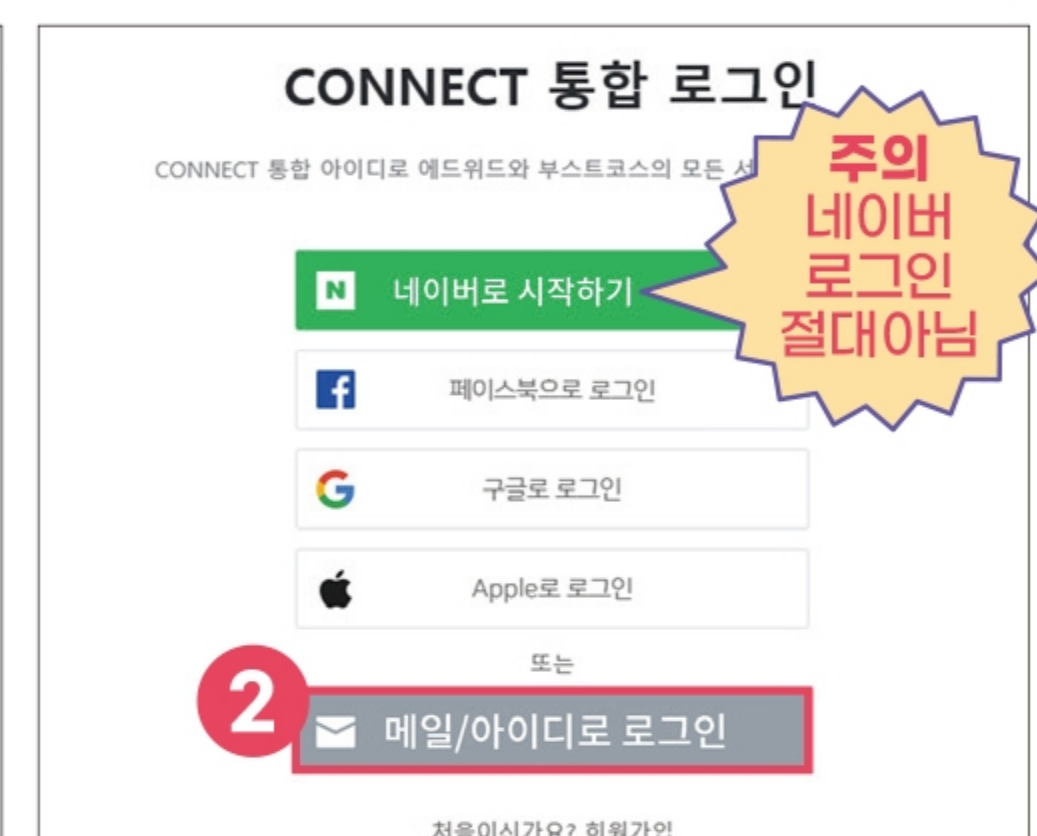 CONNECT 통합 로그인
CONNECT 통합 아이디로 에드위드와 부스트코스의 모든
주의
네이버
로그인
절대아님
N 네이버로 시작하기
f 페이스북으로 로그인
G 구글로 로그인
Apple로 로그인
또는
2
메일/아이디로 로그인
처음이신가요? 회원가입